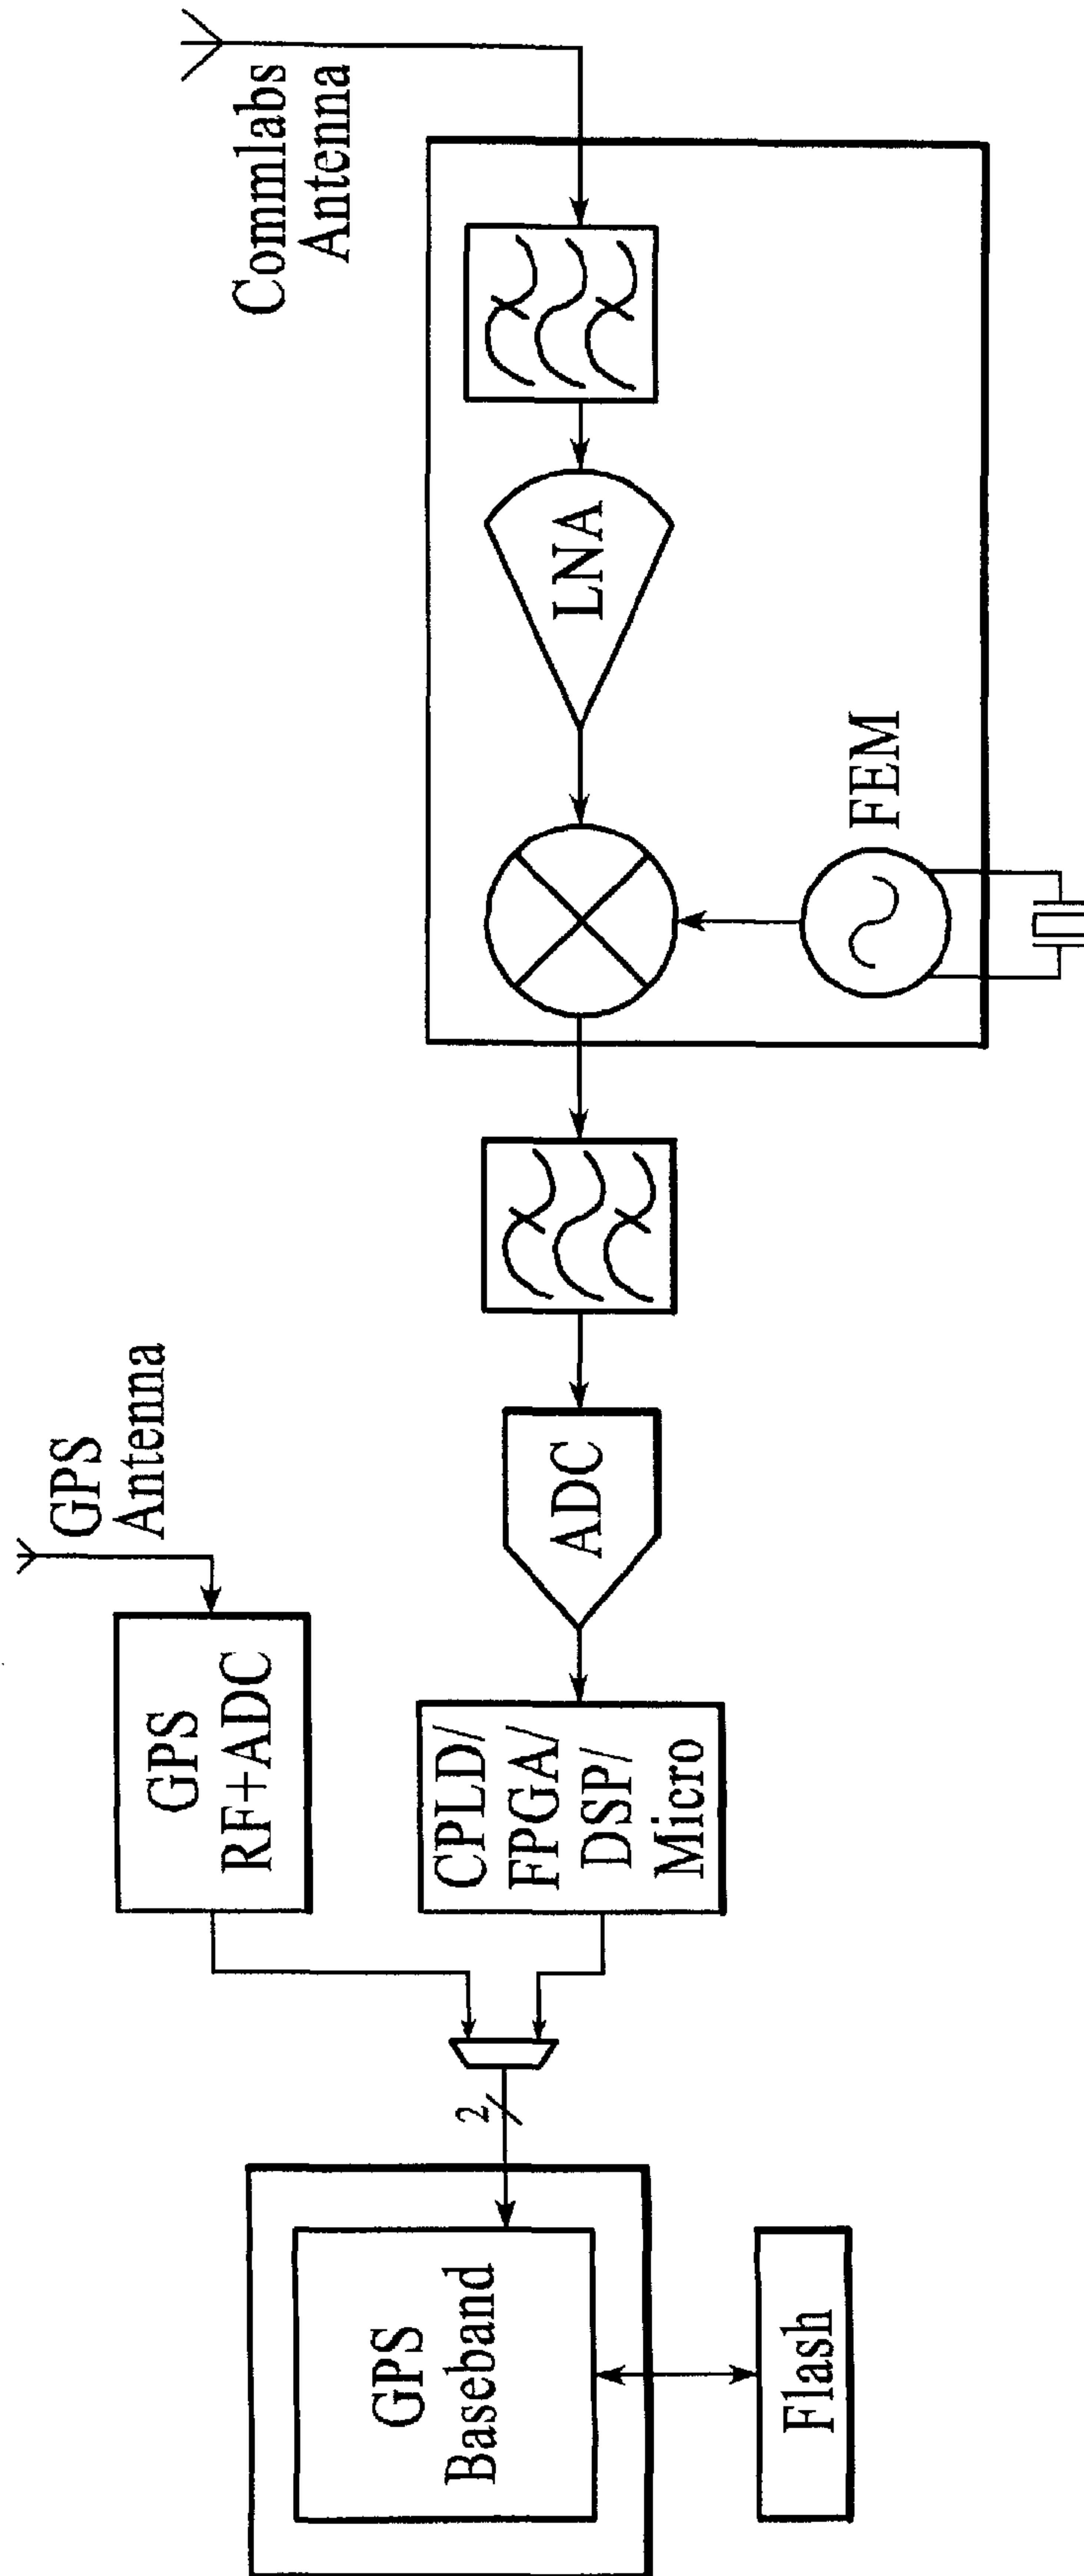 Commlabs
Antenna
LNA
FEM
GPS
Antenna
ADC
GPS
RF+ADC
CPLD/
FPGA/
DSP/
Micro
2
GPS
Baseband
Flash